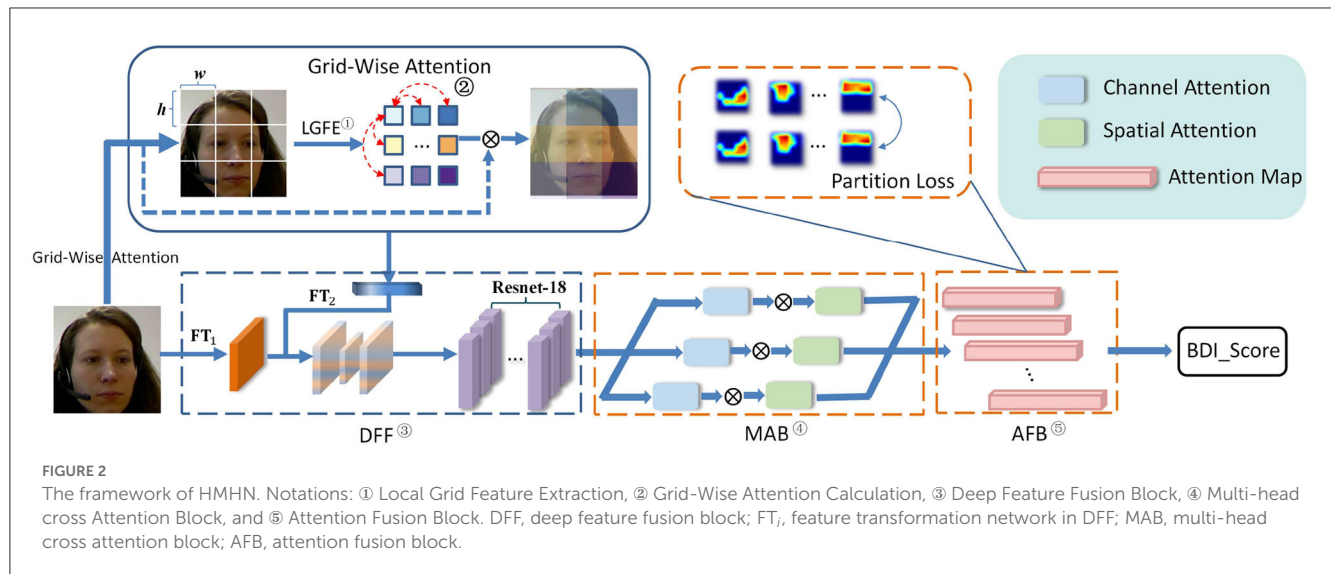 Grid-Wise Attention
②
w
h
LGFE①
...
Partition Loss
...
...
Channel Attention
Spatial Attention
Attention Map
Grid-Wise Attention
FT₁
FT₂
Resnet-18
...
DFF③
MAB④
AFB⑤
BDI_Score
FIGURE 2
The framework of HMHN. Notations: ① Local Grid Feature Extraction, ② Grid-Wise Attention Calculation, ③ Deep Feature Fusion Block, ④ Multi-head
cross Attention Block, and ⑤ Attention Fusion Block. DFF, deep feature fusion block; FTᵢ, feature transformation network in DFF; MAB, multi-head
cross attention block; AFB, attention fusion block.